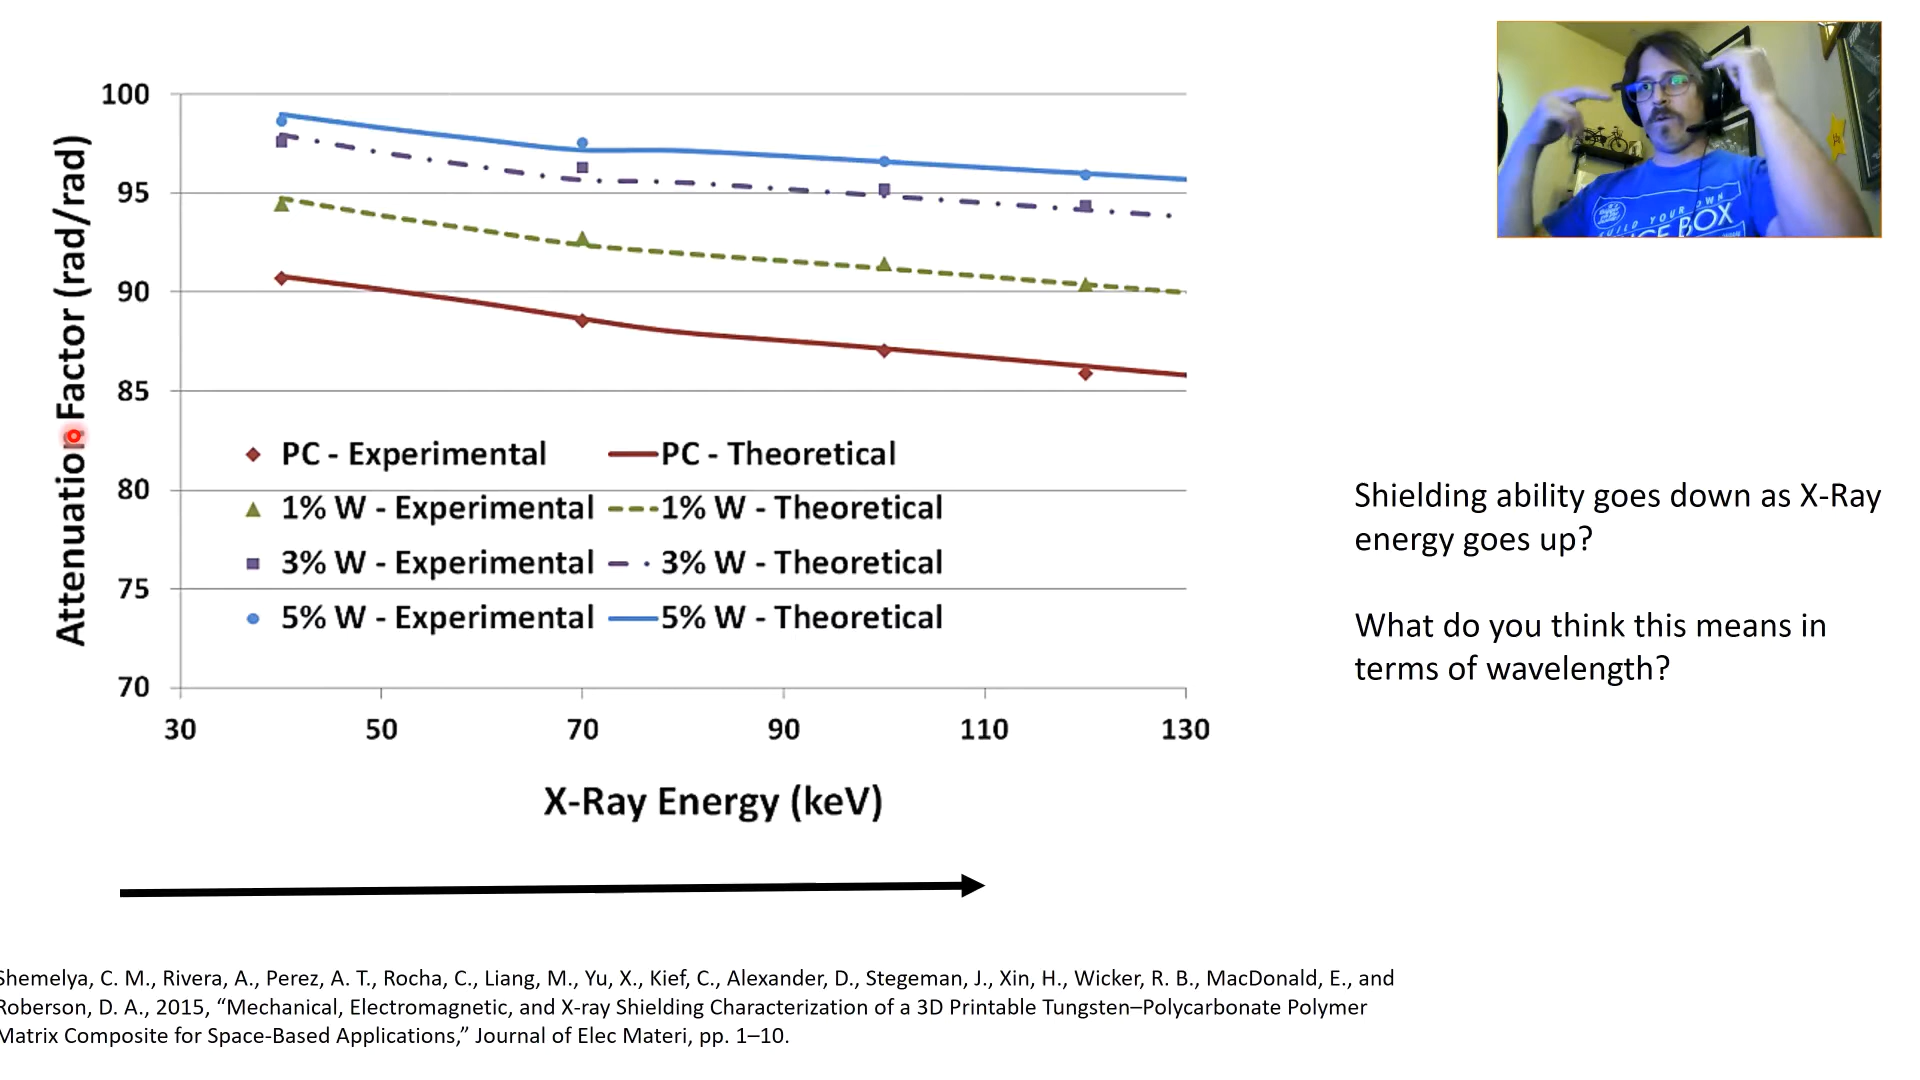 100
95
90
85
80
75
70
Attenuation Factor (rad/rad)
PC - Experimental
PC - Theoretical
1% W - Experimental
1% W - Theoretical
3% W - Experimental
3% W - Theoretical
5% W - Experimental
5% W - Theoretical
30 50 70 90 110 130
X-Ray Energy (keV)
BUILD YOUR OWN
BOX
Shielding ability goes down as X-Ray
energy goes up?
What do you think this means in
terms of wavelength?
Shemelya, C. M., Rivera, A., Perez, A. T., Rocha, C., Liang, M., Yu, X., Kief, C., Alexander, D., Stegeman, J., Xin, H., Wicker, R. B., MacDonald, E., and
Roberson, D. A., 2015, “Mechanical, Electromagnetic, and X-ray Shielding Characterization of a 3D Printable Tungsten–Polycarbonate Polymer
Matrix Composite for Space-Based Applications,” Journal of Elec Materi, pp. 1–10.